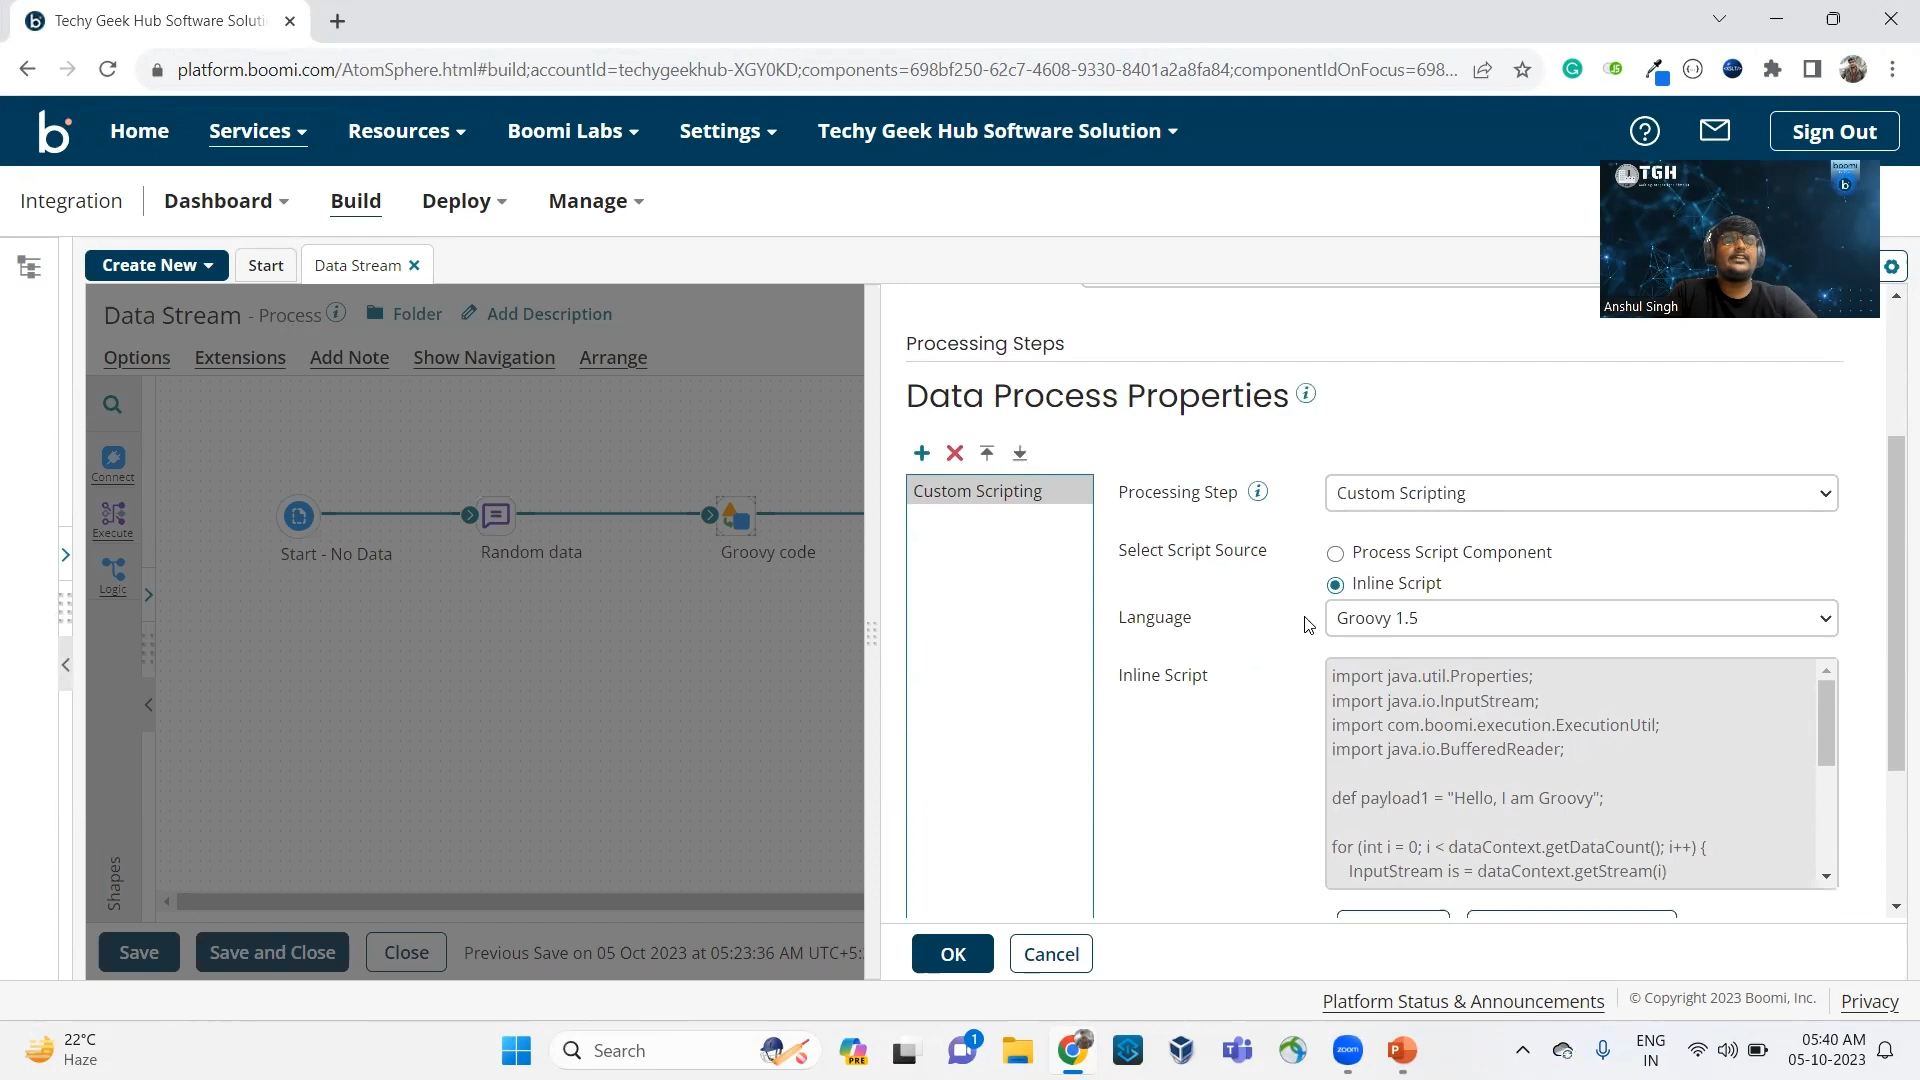 Techy Geek Hub Software Soluti
platform.boomi.com/AtomSphere.html#build;accountId=techygeekhub-XGY0KD;components=698bf250-62c7-4608-9330-8401a2a8fa84;componentIdOnFocus=698...
Home
Services
Resources
Boomi Labs
Settings
Techy Geek Hub Software Solution
Sign Out
Integration
Dashboard
Build
Deploy
Manage
TGH
boomi
b
Anshul Singh
Create New
Start
Data Stream
Data Stream - Process
Folder
Add Description
Options
Extensions
Add Note
Show Navigation
Arrange
Connect
Execute
Logic
Shapes
Start - No Data
Random data
Groovy code
Processing Steps
Data Process Properties
Custom Scripting
Processing Step
Custom Scripting
Select Script Source
Process Script Component
Inline Script
Language
Groovy 1.5
Inline Script
import java.util.Properties;
import java.io.InputStream;
import com.boomi.execution.ExecutionUtil;
import java.io.BufferedReader;
def payload1 = "Hello, I am Groovy";
for (int i = 0; i < dataContext.getDataCount(); i++) {
InputStream is = dataContext.getStream(i)
Save
Save and Close
Close
Previous Save on 05 Oct 2023 at 05:23:36 AM UTC+5:
OK
Cancel
Platform Status & Announcements
© Copyright 2023 Boomi, Inc.
Privacy
22°C
Haze
Search
PRE
1
zoom
ENG
IN
05:40 AM
05-10-2023